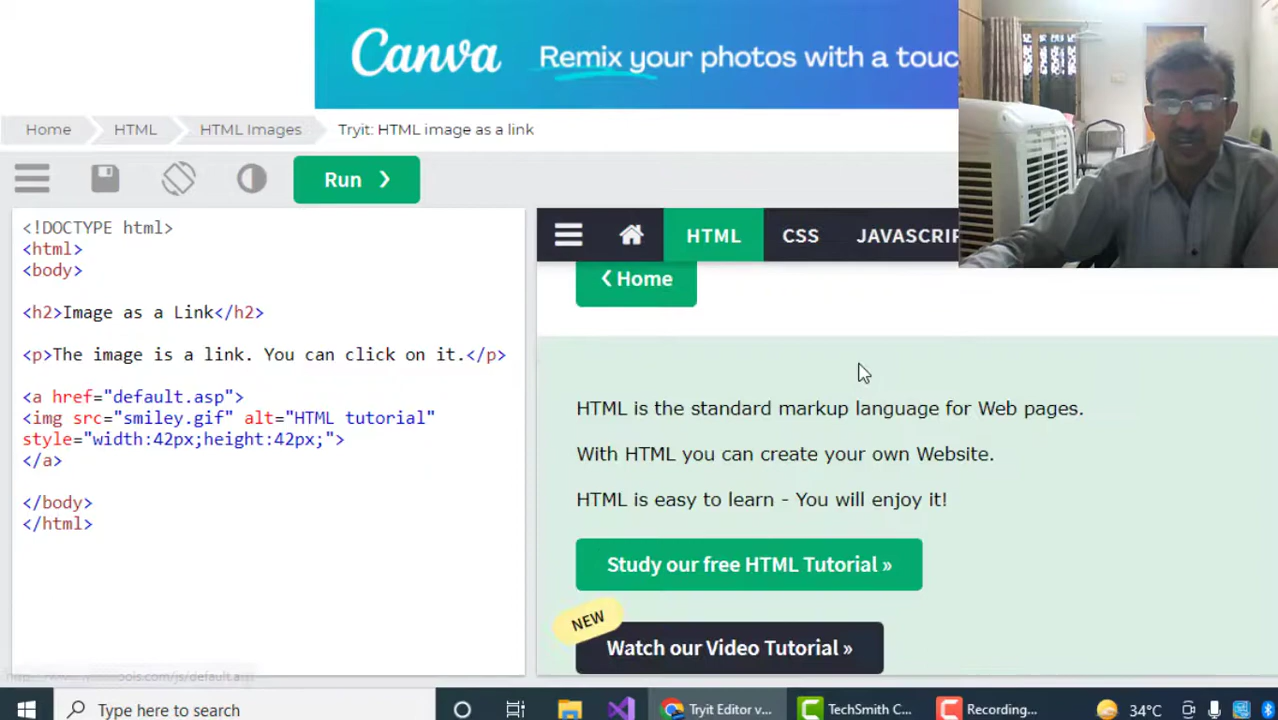 Canva Remix your photos with a touc
Home HTML HTML Images Tryit: HTML image as a link
Run ❯
<!DOCTYPE html>
<html>
<body>
<h2>Image as a Link</h2>
<p>The image is a link. You can click on it.</p>
<a href="default.asp">
<img src="smiley.gif" alt="HTML tutorial"
style="width:42px;height:42px;">
</a>
</body>
</html>
HTML CSS JAVASCRIP
❮ Home
HTML is the standard markup language for Web pages.
With HTML you can create your own Website.
HTML is easy to learn - You will enjoy it!
Study our free HTML Tutorial »
NEW
Watch our Video Tutorial »
Type here to search
Tryit Editor v...
TechSmith C...
Recording...
34°C